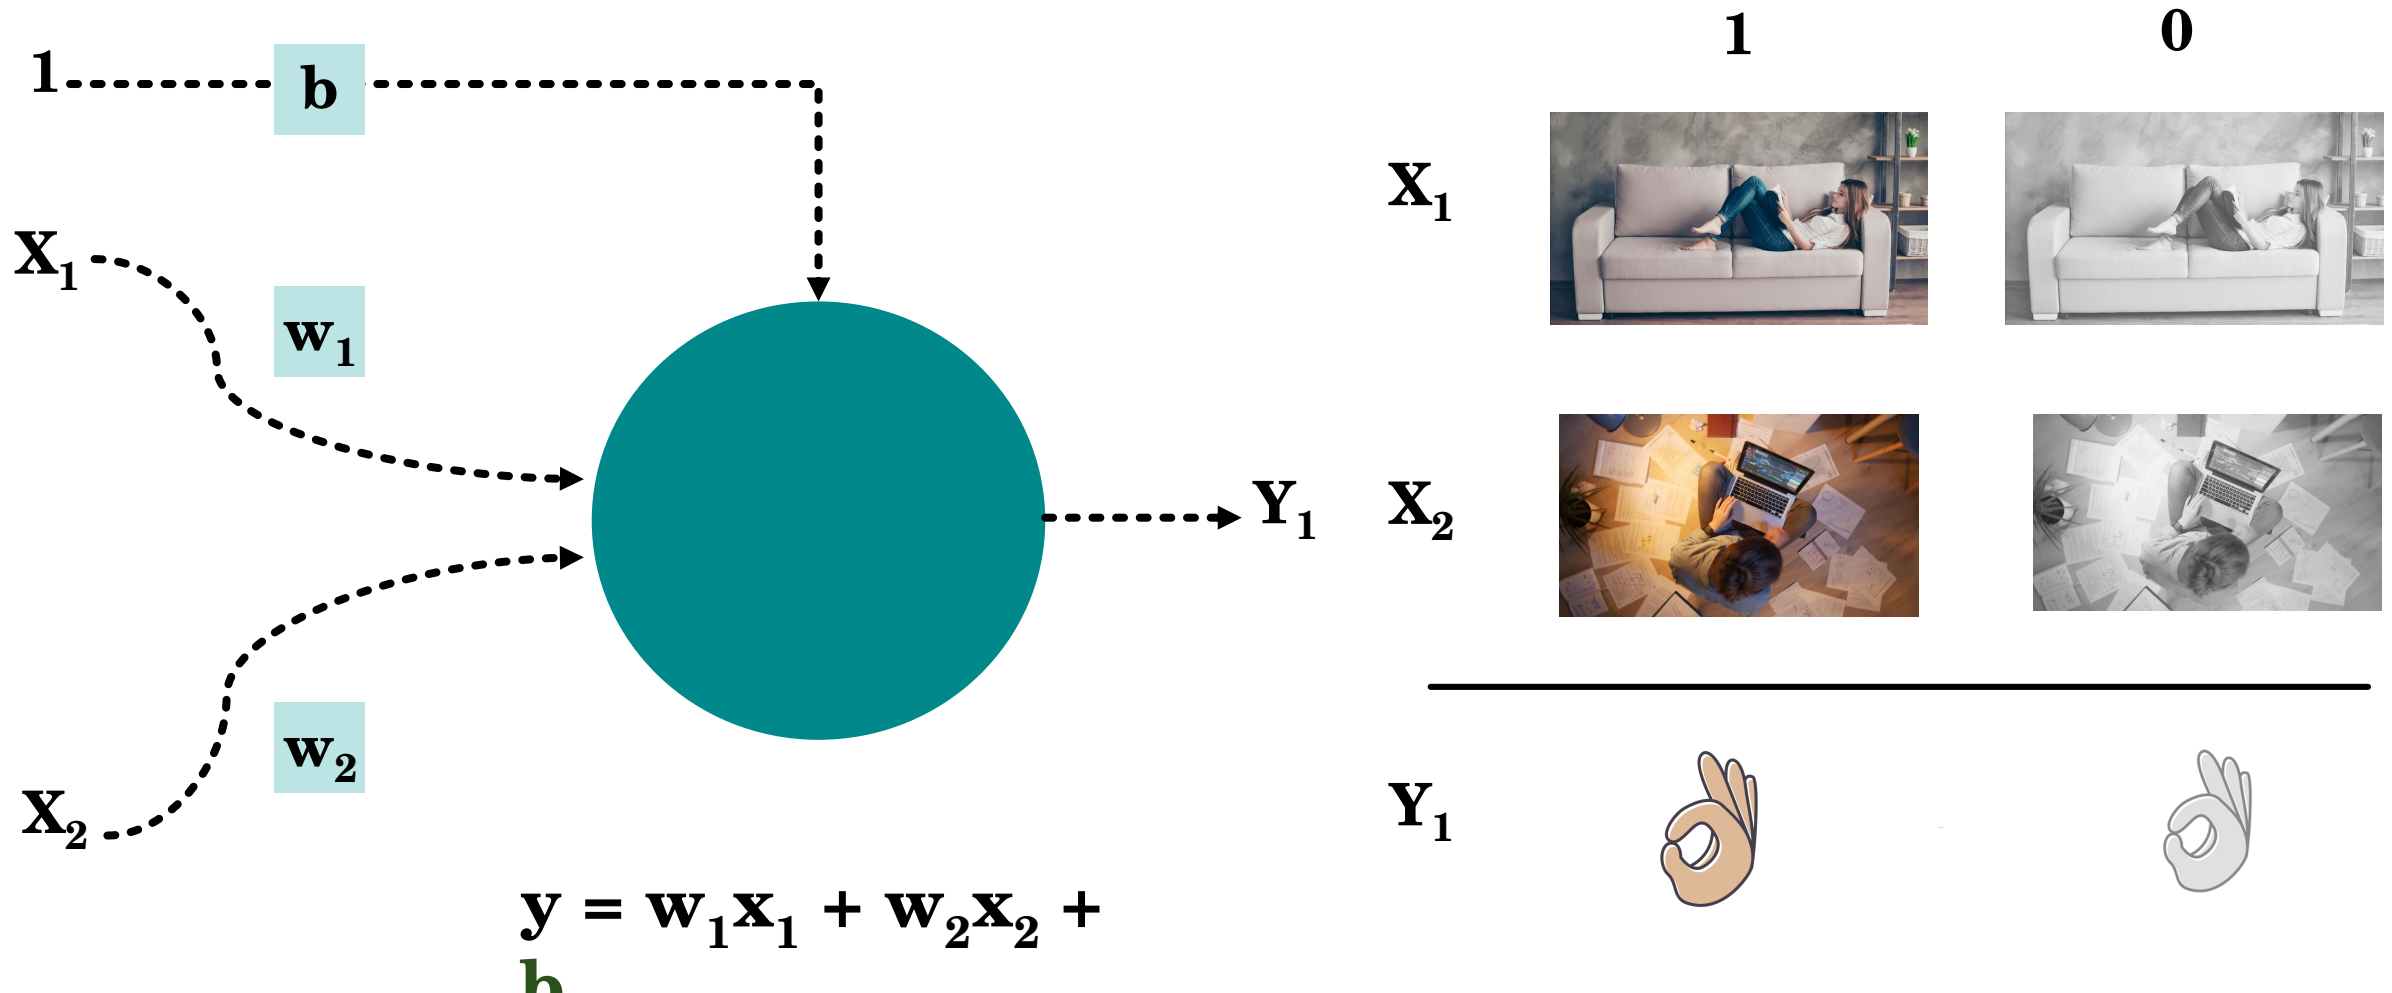 1
b
X₁
w₁
w₂
X₂
Y₁
y = w₁x₁ + w₂x₂ +
b
1 0
X₁
X₂
Y₁